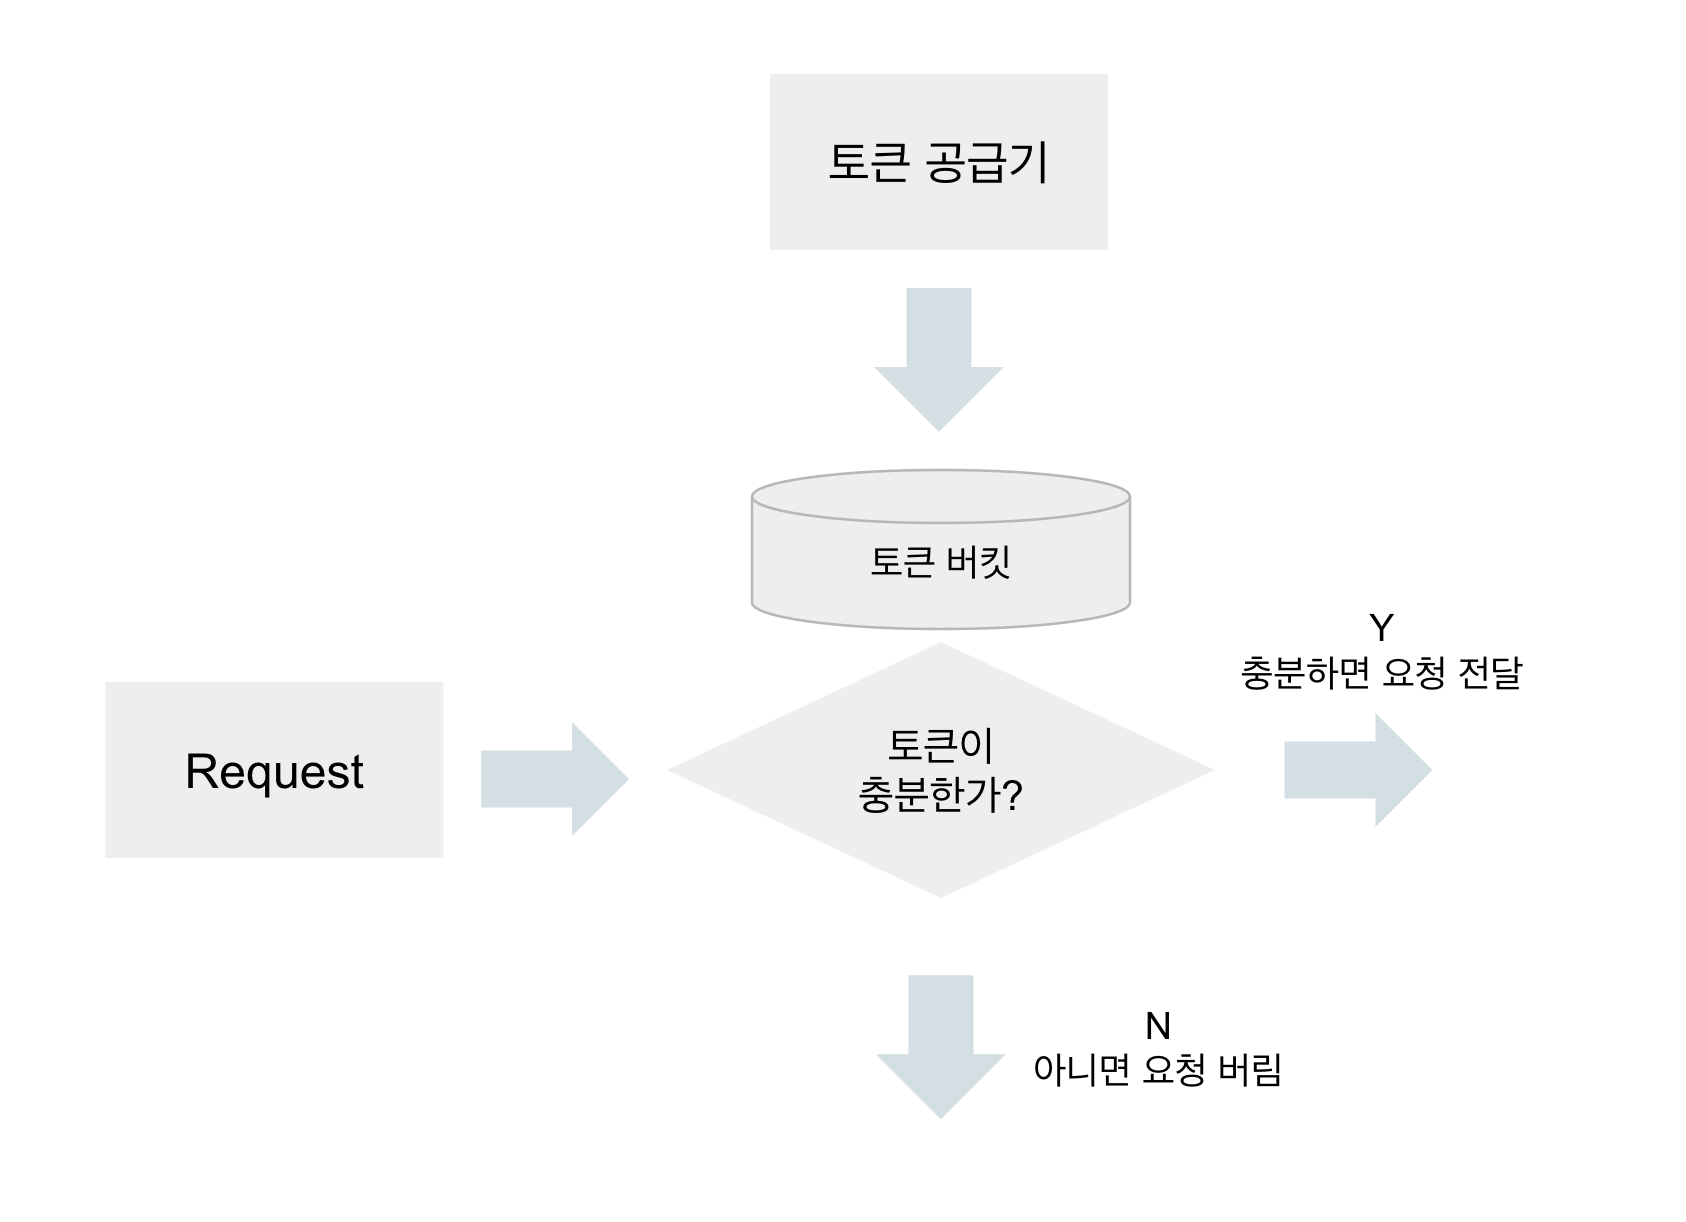 토큰 공급기
토큰 버킷
Request
토큰이
충분한가?
Y
충분하면 요청 전달
N
아니면 요청 버림